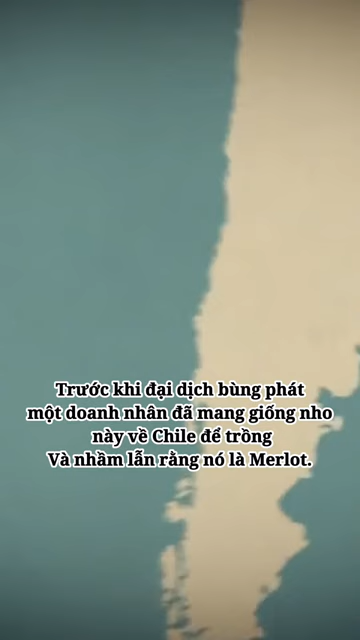 Trước khi đại dịch bùng phát
một doanh nhân đã mang giống nho
này về Chile để trồng
Và nhầm lẫn rằng nó là Merlot.